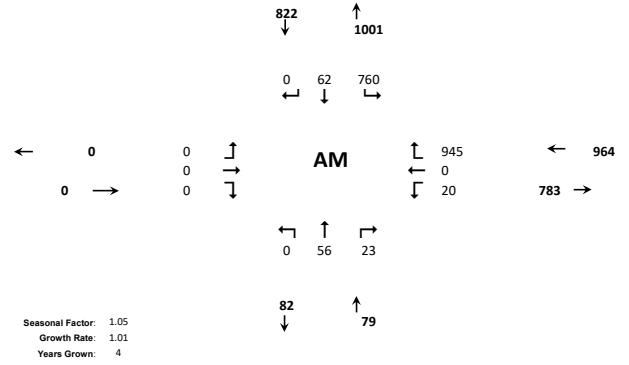 822
1001
0 62 760
0 0 AM 945 964
0 0
0 0 20 783
0 56 23
82
79
Seasonal Factor: 1.05
Growth Rate: 1.01
Years Grown: 4